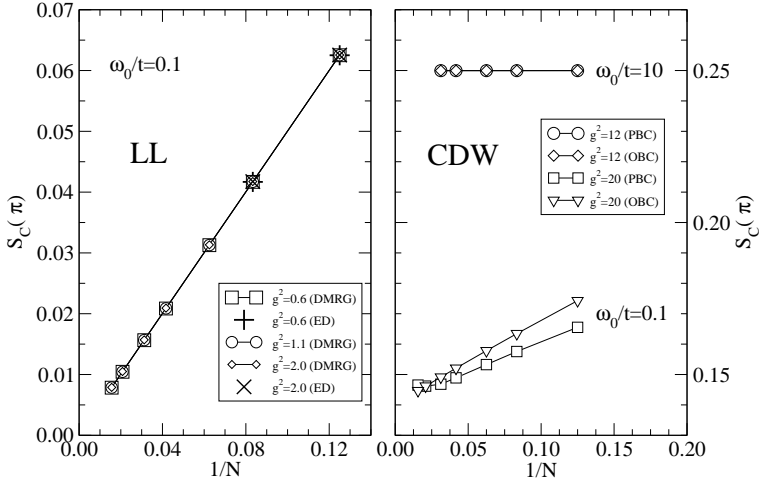 0.07
0.06
0.05
0.04
0.03
0.02
0.01
0.00
S_C(π)
0.00 0.04 0.08 0.12
1/N
ω₀/t=0.1
LL
g²=0.6 (DMRG)
g²=0.6 (ED)
g²=1.1 (DMRG)
g²=2.0 (DMRG)
g²=2.0 (ED)
ω₀/t=10
CDW
g²=12 (PBC)
g²=12 (OBC)
g²=20 (PBC)
g²=20 (OBC)
ω₀/t=0.1
0.25
0.20
0.15
S_C(π)
0.00 0.05 0.10 0.15 0.20
1/N